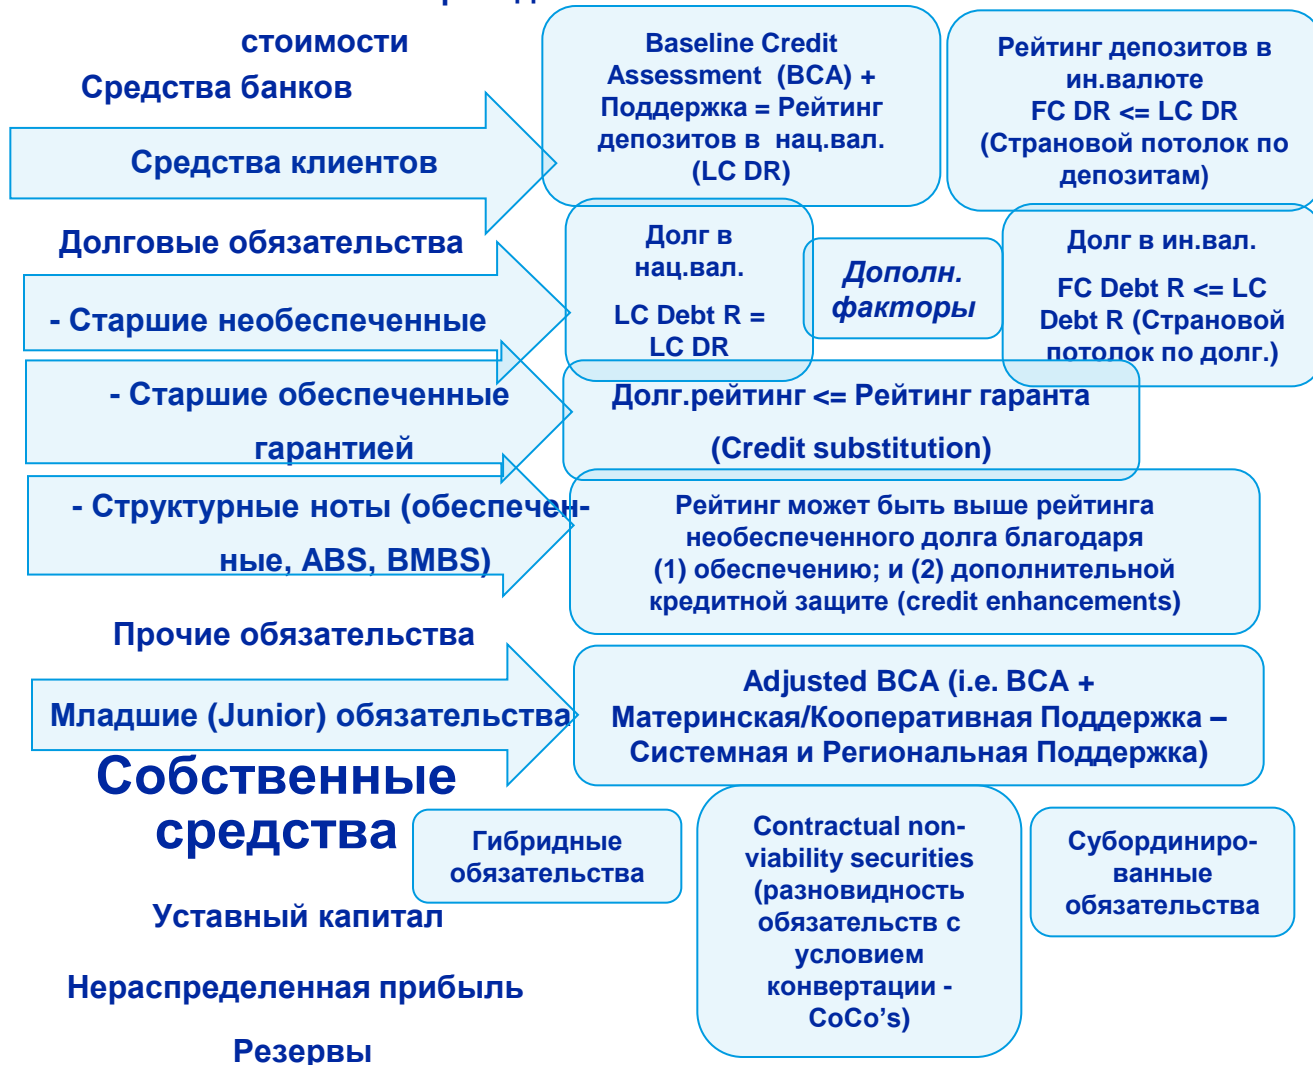 стоимости
Средства банков
Средства клиентов
Baseline Credit
Assessment (BCA) +
Поддержка = Рейтинг
депозитов в нац.вал.
(LC DR)
Рейтинг депозитов в
ин.валюте
FC DR <= LC DR
(Страновой потолок по
депозитам)
Долговые обязательства
- Старшие необеспеченные
Долг в
нац.вал.
LC Debt R =
LC DR
Дополн.
факторы
Долг в ин.вал.
FC Debt R <= LC
Debt R (Страновой
потолок по долг.)
- Старшие обеспеченные
гарантией
Долг.рейтинг <= Рейтинг гаранта
(Credit substitution)
- Структурные ноты (обеспечен-
ные, ABS, BMBS)
Рейтинг может быть выше рейтинга
необеспеченного долга благодаря
(1) обеспечению; и (2) дополнительной
кредитной защите (credit enhancements)
Прочие обязательства
Младшие (Junior) обязательства
Adjusted BCA (i.e. BCA +
Материнская/Кооперативная Поддержка –
Системная и Региональная Поддержка)
Собственные
средства
Гибридные
обязательства
Contractual non-
viability securities
(разновидность
обязательств с
условием
конвертации -
CoCo's)
Субординиро-
ванные
обязательства
Уставный капитал
Нераспределенная прибыль
Резервы